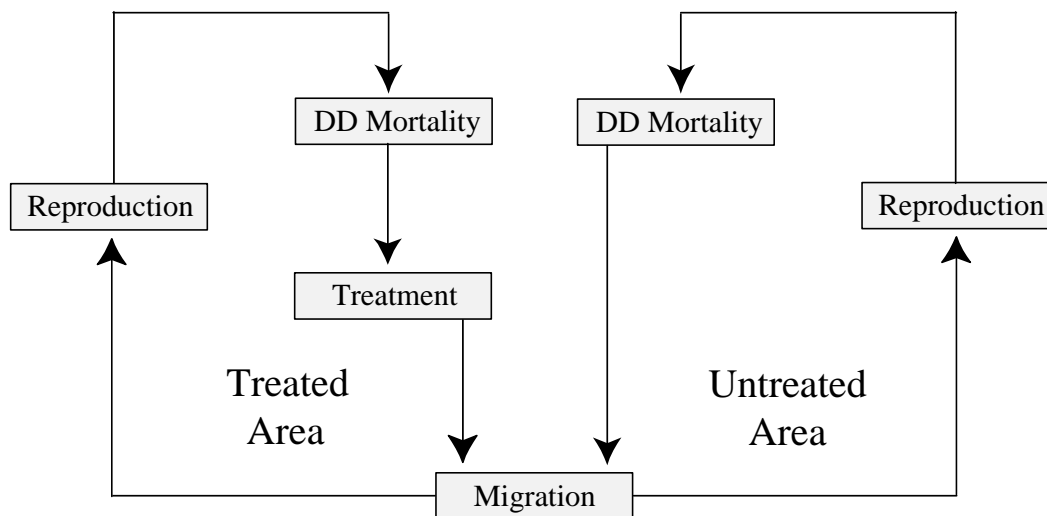 DD Mortality
DD Mortality
Reproduction
Reproduction
Treatment
Treated
Area
Untreated
Area
Migration